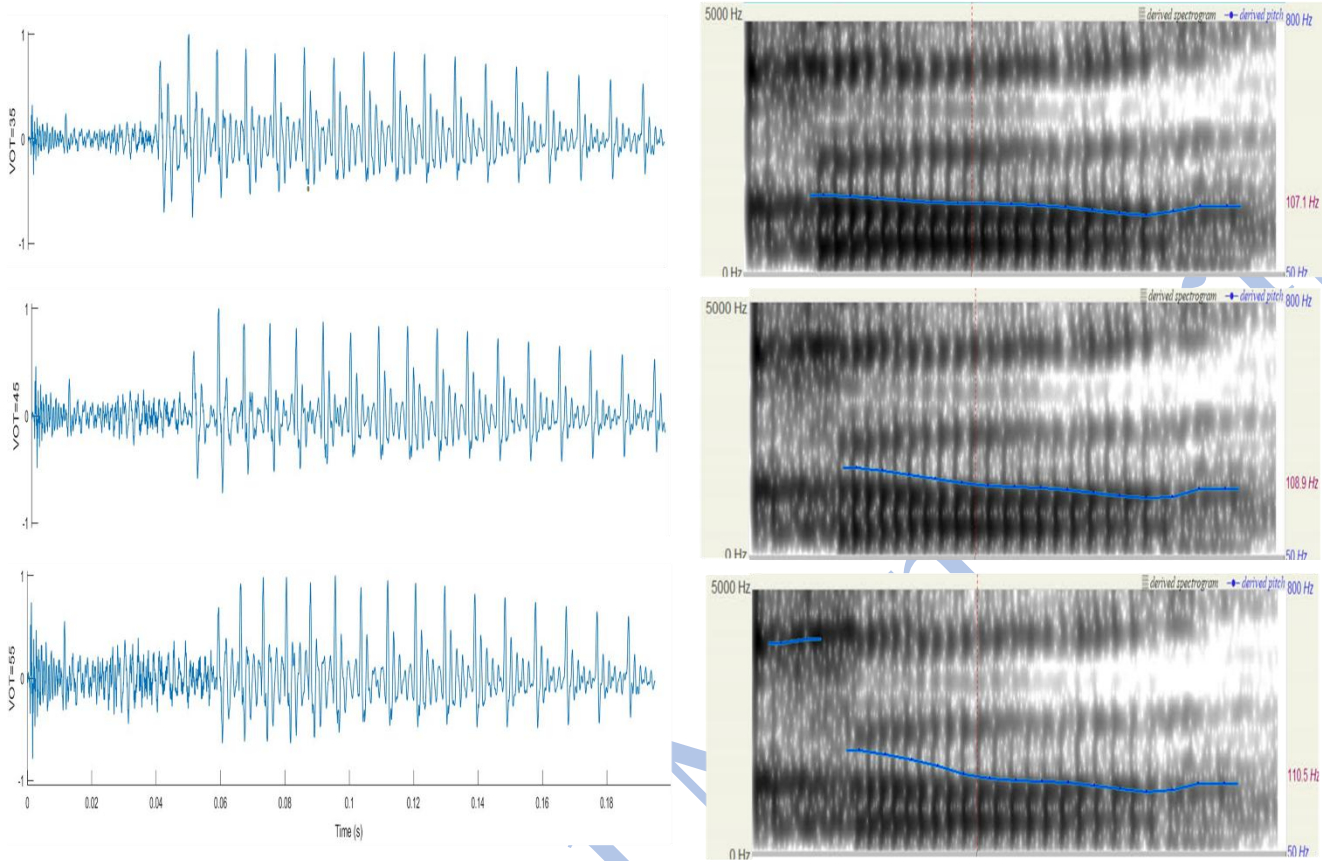 VOT=35
1
0
-1
VOT=45
1
0
-1
VOT=55
1
0
-1
0
0.02
0.04
0.06
0.08
0.1
0.12
0.14
0.16
0.18
Time (s)
5000 Hz
derived spectrogram
derived pitch
800 Hz
107.1 Hz
0 Hz
50 Hz
5000 Hz
derived spectrogram
derived pitch
800 Hz
108.9 Hz
0 Hz
50 Hz
5000 Hz
derived spectrogram
derived pitch
800 Hz
110.5 Hz
0 Hz
50 Hz